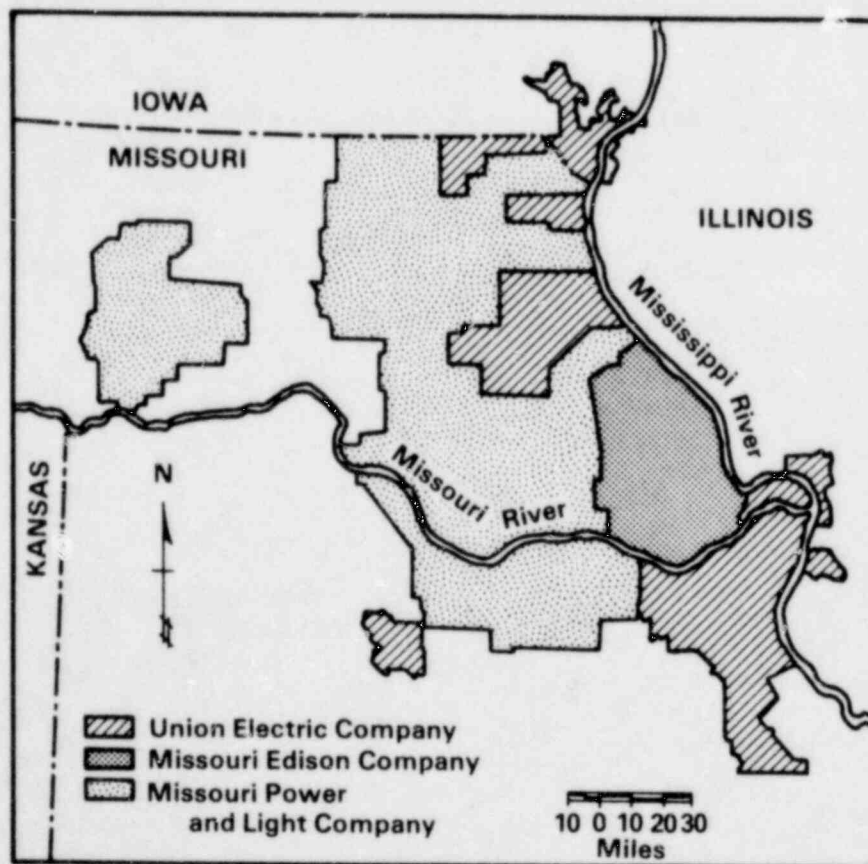 IOWA
MISSOURI
ILLINOIS
Mississippi River
Missouri River
KANSAS
N
Union Electric Company
Missouri Edison Company
Missouri Power
and Light Company
10 0 10 20 30
Miles